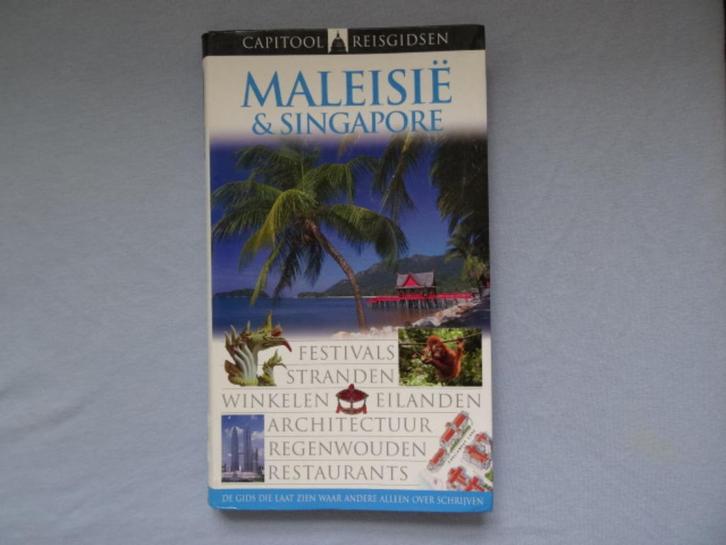 CAPITOOL REISGIDSEN
MALEISIË
& SINGAPORE
FESTIVALS
STRANDEN
WINKELEN EILANDEN
ARCHITECTUUR
REGENWOUDEN
RESTAURANTS
DE GIDS DIE LAAT ZIEN WAAR ANDERE ALLEEN OVER SCHRIJVEN